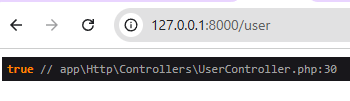 127.0.0.1:8000/user
true // app\Http\Controllers\UserController.php:30